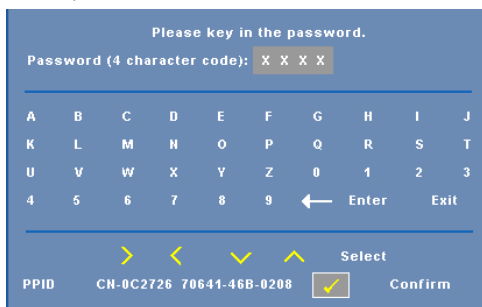 Please key in the password.
Password (4 character code): X X X X
A B C D E F G H I J
K L M N O P Q R S T
U V W X Y Z 0 1 2 3
4 5 6 7 8 9 Enter Exit
Select
PPID CN-0C2726 70641-46B-0208 Confirm